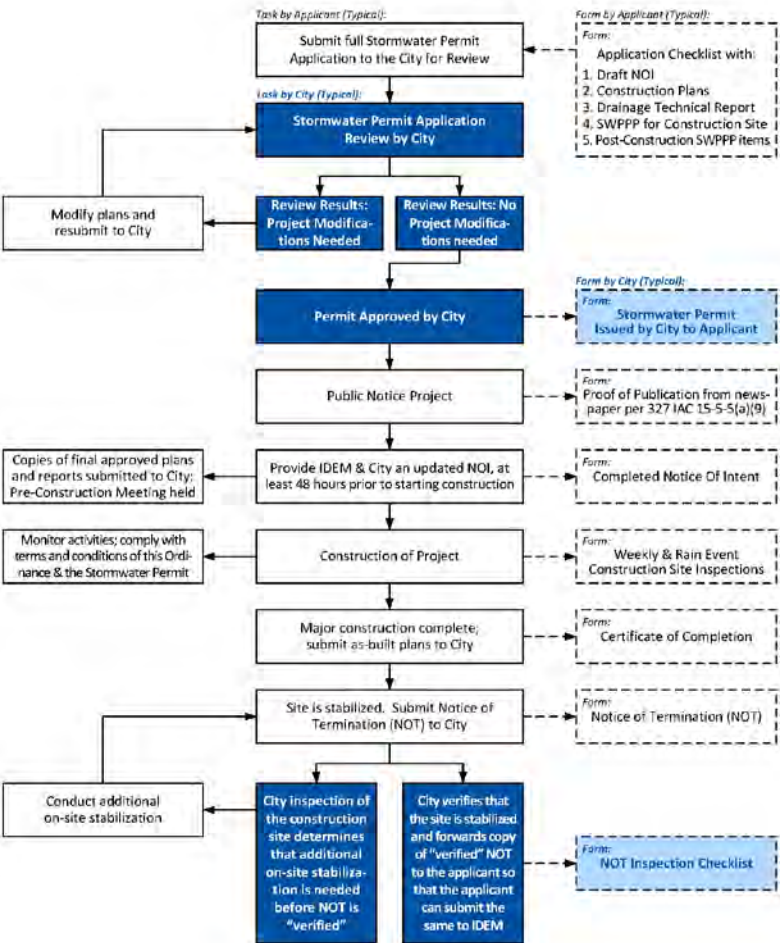 Task by Applicant (Typical):
Submit full Stormwater Permit
Application to the City for Review
Form by Applicant (Typical):
Form:
Application Checklist with:
1. Draft NOI
2. Construction Plans
3. Drainage Technical Report
4. SWPPP for Construction Site
5. Post-Construction SWPPP items
Task by City (Typical):
Stormwater Permit Application
Review by City
Modify plans and
resubmit to City
Review Results:
Project Modifica-
tions Needed
Review Results: No
Project Modifica-
tions needed
Permit Approved by City
Form by City (Typical):
Form:
Stormwater Permit
Issued by City to Applicant
Public Notice Project
Form:
Proof of Publication from news-
paper per 327 IAC 15-5-5(a)(9)
Copies of final approved plans
and reports submitted to City;
Pre-Construction Meeting held
Provide IDEM & City an updated NOI, at
least 48 hours prior to starting construction
Form:
Completed Notice Of Intent
Monitor activities; comply with
terms and conditions of this Ordi-
nance & the Stormwater Permit
Construction of Project
Form:
Weekly & Rain Event
Construction Site Inspections
Major construction complete;
submit as-built plans to City
Form:
Certificate of Completion
Site is stabilized. Submit Notice of
Termination (NOT) to City
Form:
Notice of Termination (NOT)
Conduct additional
on-site stabilization
City inspection of
the construction
site determines
that additional
on-site stabiliza-
tion is needed
before NOT is
"verified"
City verifies that
the site is stabilized
and forwards copy
of "verified" NOT
to the applicant so
that the applicant
can submit the
same to IDEM
Form:
NOT Inspection Checklist